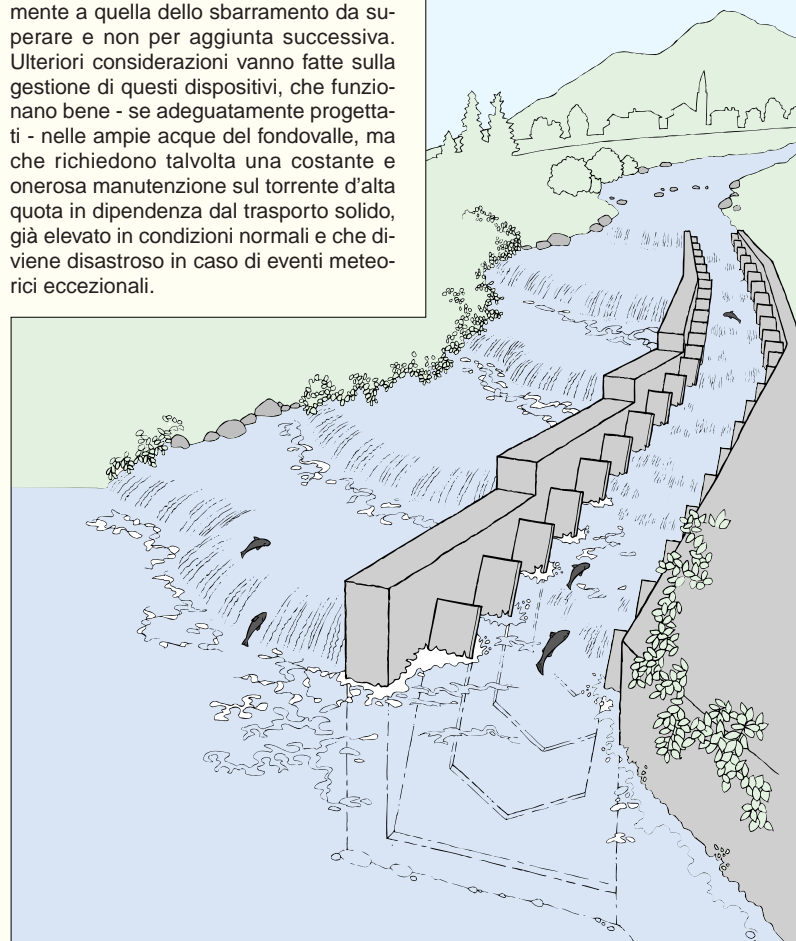 mente a quella dello sbarramento da su-
perare e non per aggiunta successiva.
Ulteriori considerazioni vanno fatte sulla
gestione di questi dispositivi, che funzio-
nano bene - se adeguatamente progetta-
ti - nelle ampie acque del fondovalle, ma
che richiedono talvolta una costante e
onerosa manutenzione sul torrente d'alta
quota in dipendenza dal trasporto solido,
già elevato in condizioni normali e che di-
viene disastroso in caso di eventi meteo-
rici eccezionali.